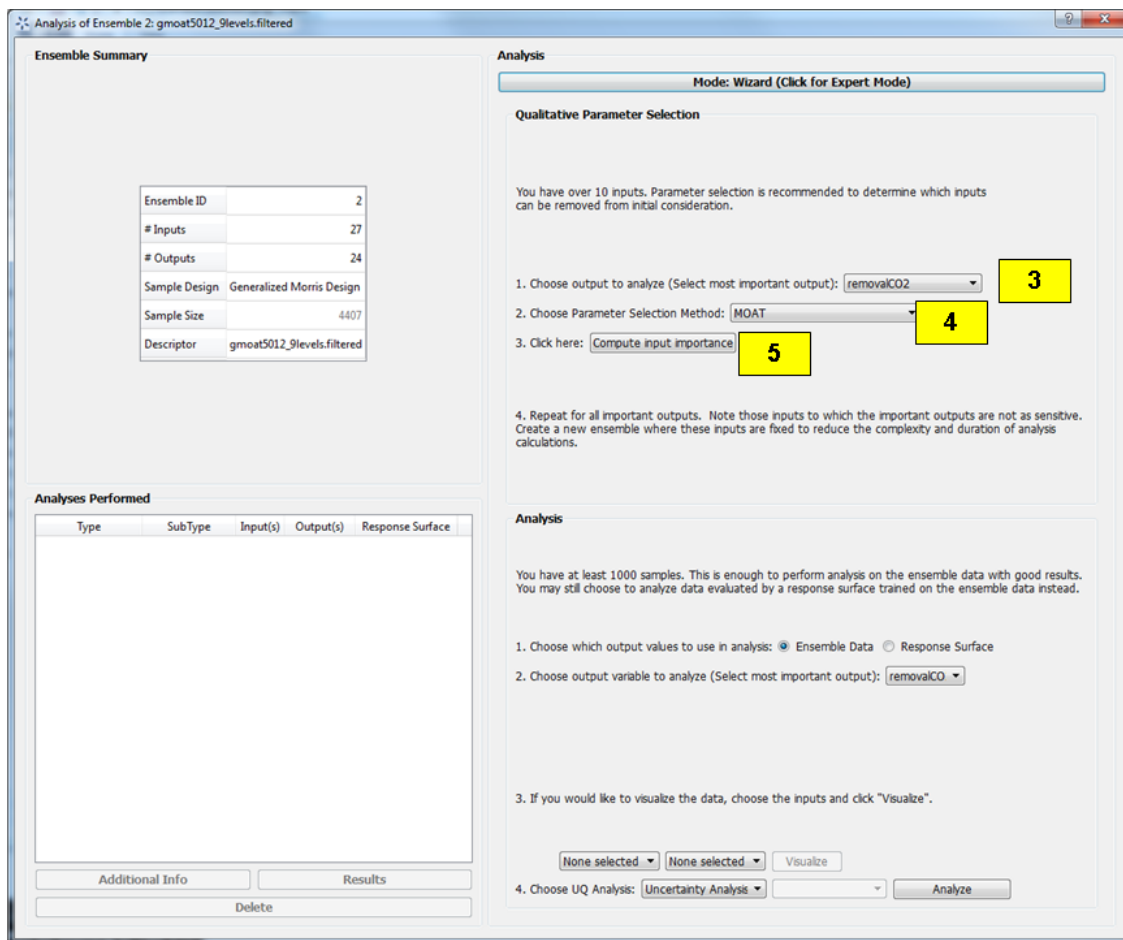 Analysis of Ensemble 2: gmoat5012_9levels.filtered
Ensemble Summary
Ensemble ID 2
# Inputs 27
# Outputs 24
Sample Design Generalized Morris Design
Sample Size 4407
Descriptor gmoat5012_9levels.filtered
Analyses Performed
Type SubType Input(s) Output(s) Response Surface
Additional Info Results
Delete
Analysis
Mode: Wizard (Click for Expert Mode)
Qualitative Parameter Selection
You have over 10 inputs. Parameter selection is recommended to determine which inputs
can be removed from initial consideration.
1. Choose output to analyze (Select most important output): removalCO2
3
2. Choose Parameter Selection Method: MOAT
4
3. Click here: Compute input importance
5
4. Repeat for all important outputs. Note those inputs to which the important outputs are not as sensitive.
Create a new ensemble where these inputs are fixed to reduce the complexity and duration of analysis
calculations.
Analysis
You have at least 1000 samples. This is enough to perform analysis on the ensemble data with good results.
You may still choose to analyze data evaluated by a response surface trained on the ensemble data instead.
1. Choose which output values to use in analysis: Ensemble Data Response Surface
2. Choose output variable to analyze (Select most important output): removalCO
3. If you would like to visualize the data, choose the inputs and click "Visualize".
None selected None selected Visualize
4. Choose UQ Analysis: Uncertainty Analysis Analyze